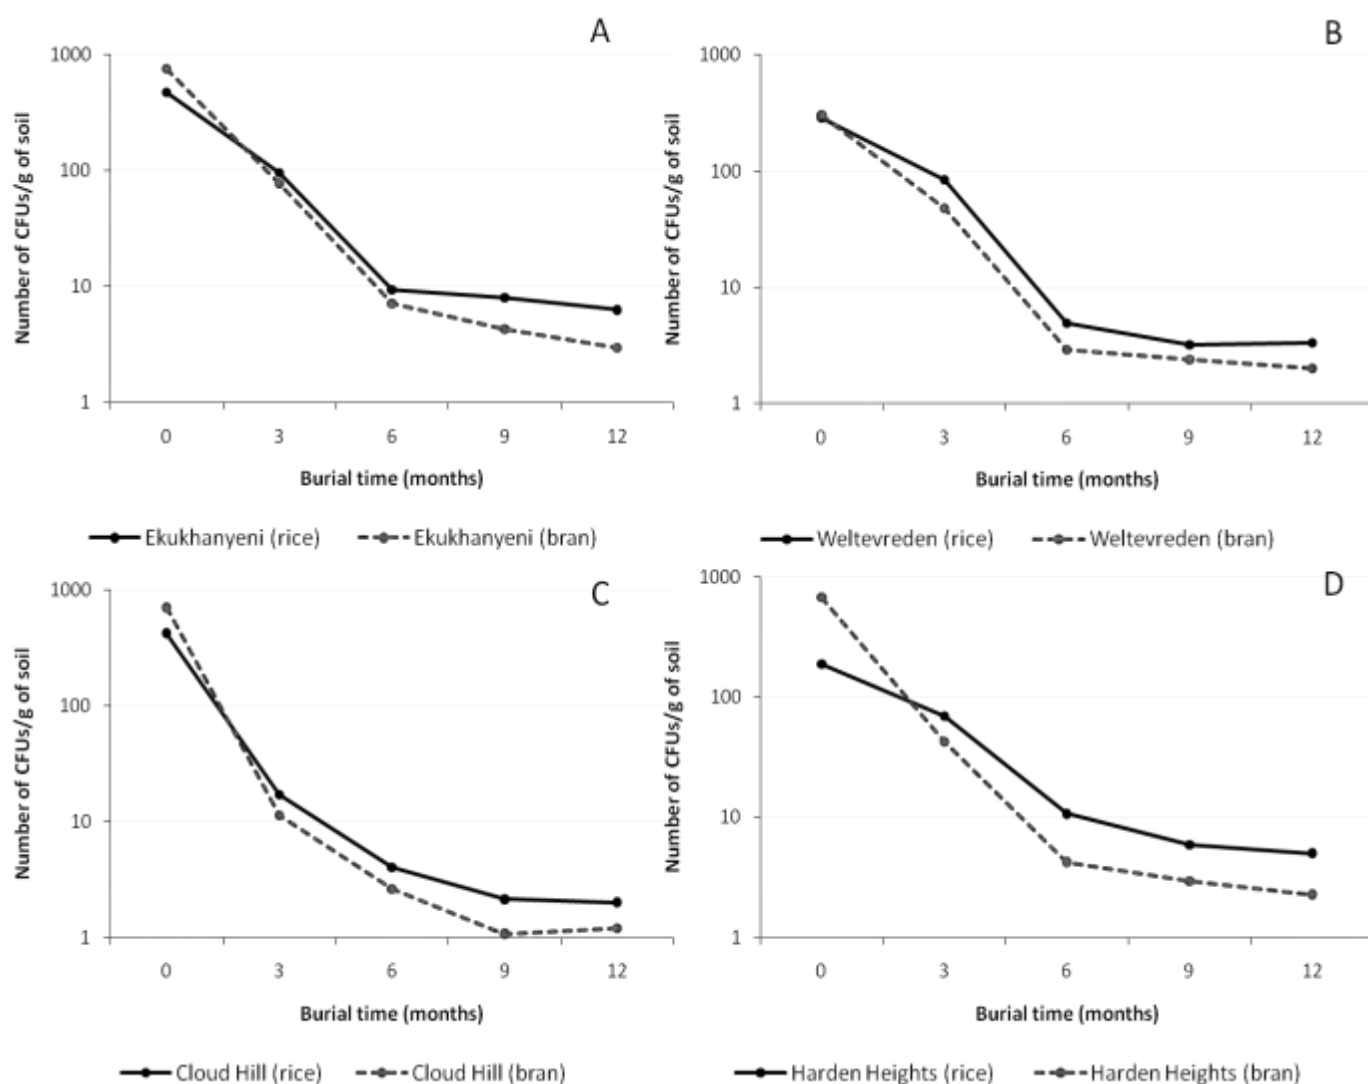 A
1000
100
10
1
Number of CFUs/g of soil
0 3 6 9 12
Burial time (months)
Ekukhanyeni (rice) Ekukhanyeni (bran)
B
1000
100
10
1
Number of CFUs/g of soil
0 3 6 9 12
Burial time (months)
Weltevreden (rice) Weltevreden (bran)
C
1000
100
10
1
Number of CFUs/g of soil
0 3 6 9 12
Burial time (months)
Cloud Hill (rice) Cloud Hill (bran)
D
1000
100
10
1
Number of CFUs/g of soil
0 3 6 9 12
Burial time (months)
Harden Heights (rice) Harden Heights (bran)